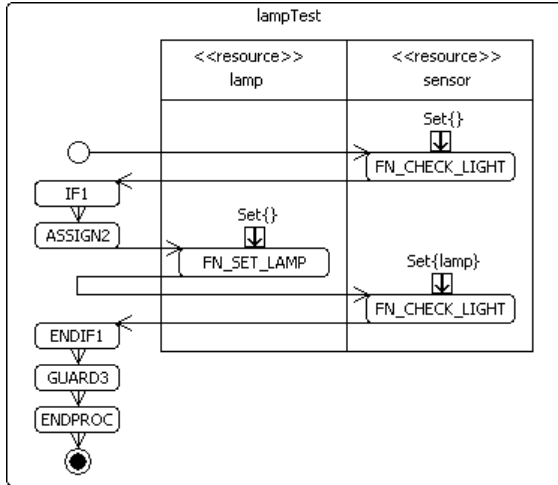 lampTest
<<resource>>
lamp
<<resource>>
sensor
Set{}
FN_CHECK_LIGHT
IF1
ASSIGN2
Set{}
FN_SET_LAMP
Set{lamp}
FN_CHECK_LIGHT
ENDIF1
GUARD3
ENDPROC